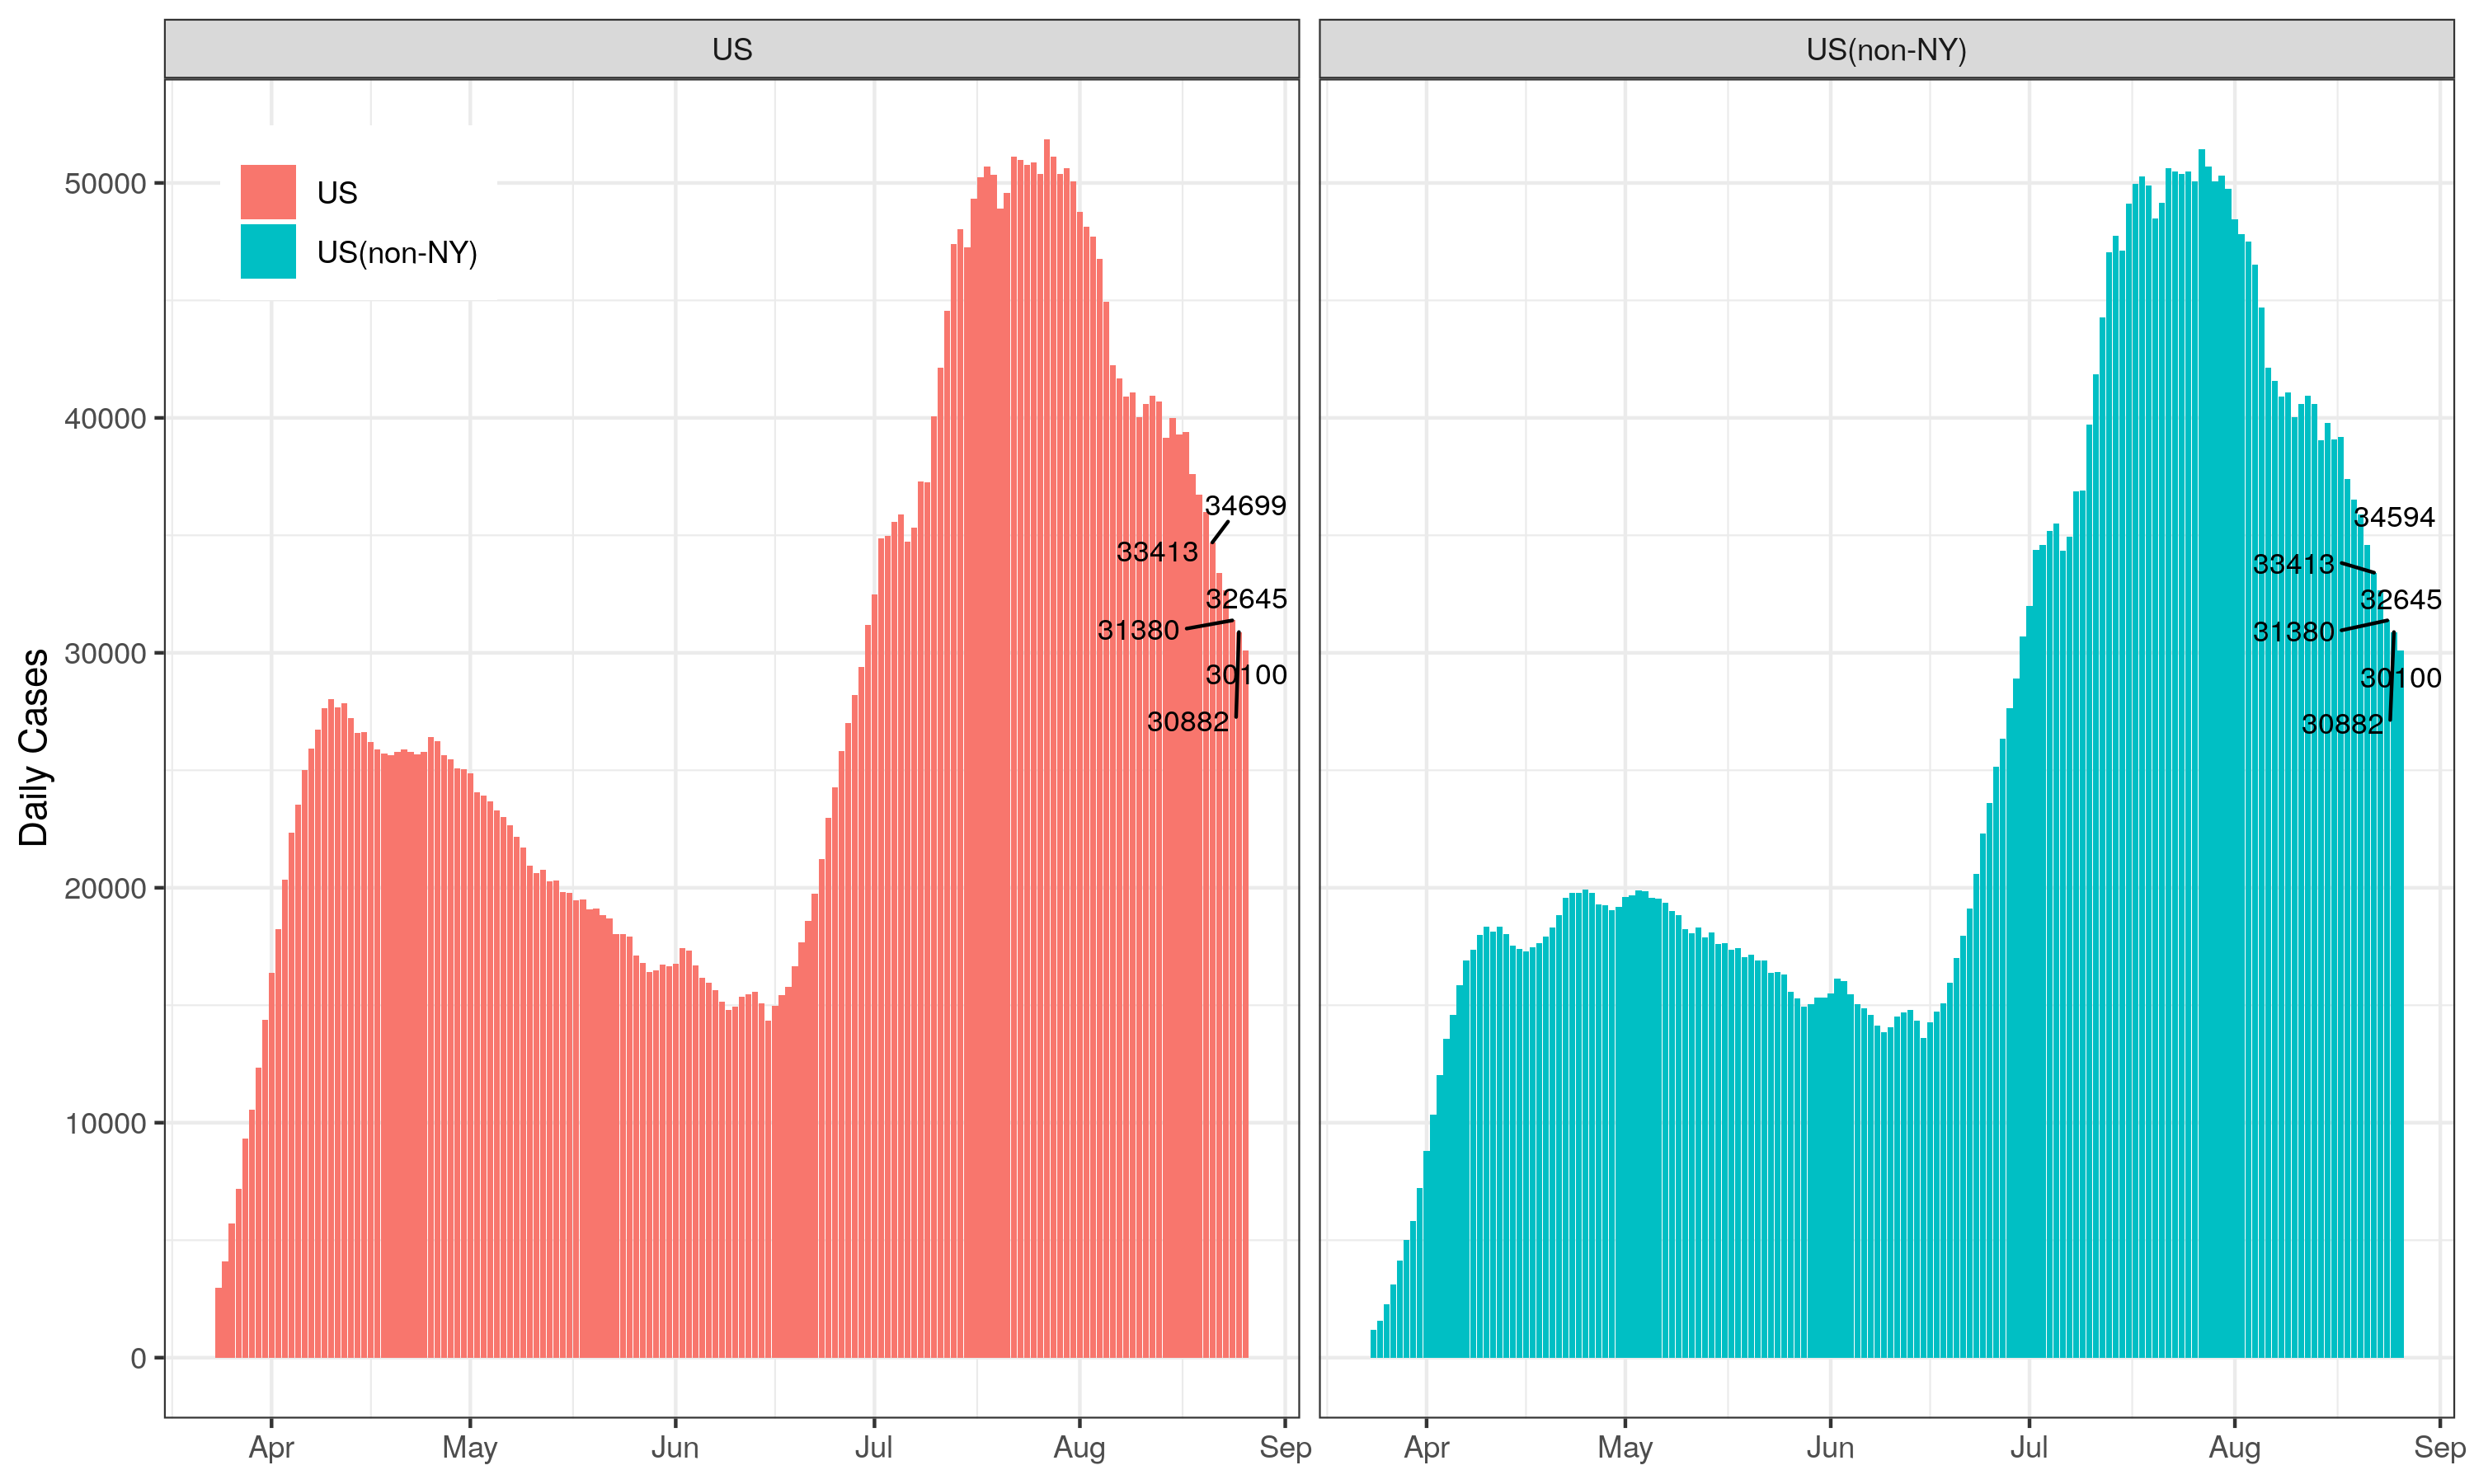 US
US(non-NY)
Daily Cases
50000
40000
30000
20000
10000
0
US
US(non-NY)
34699
33413
32645
31380
30100
30882
34594
33413
32645
31380
30100
30882
Apr
May
Jun
Jul
Aug
Sep
Apr
May
Jun
Jul
Aug
Sep